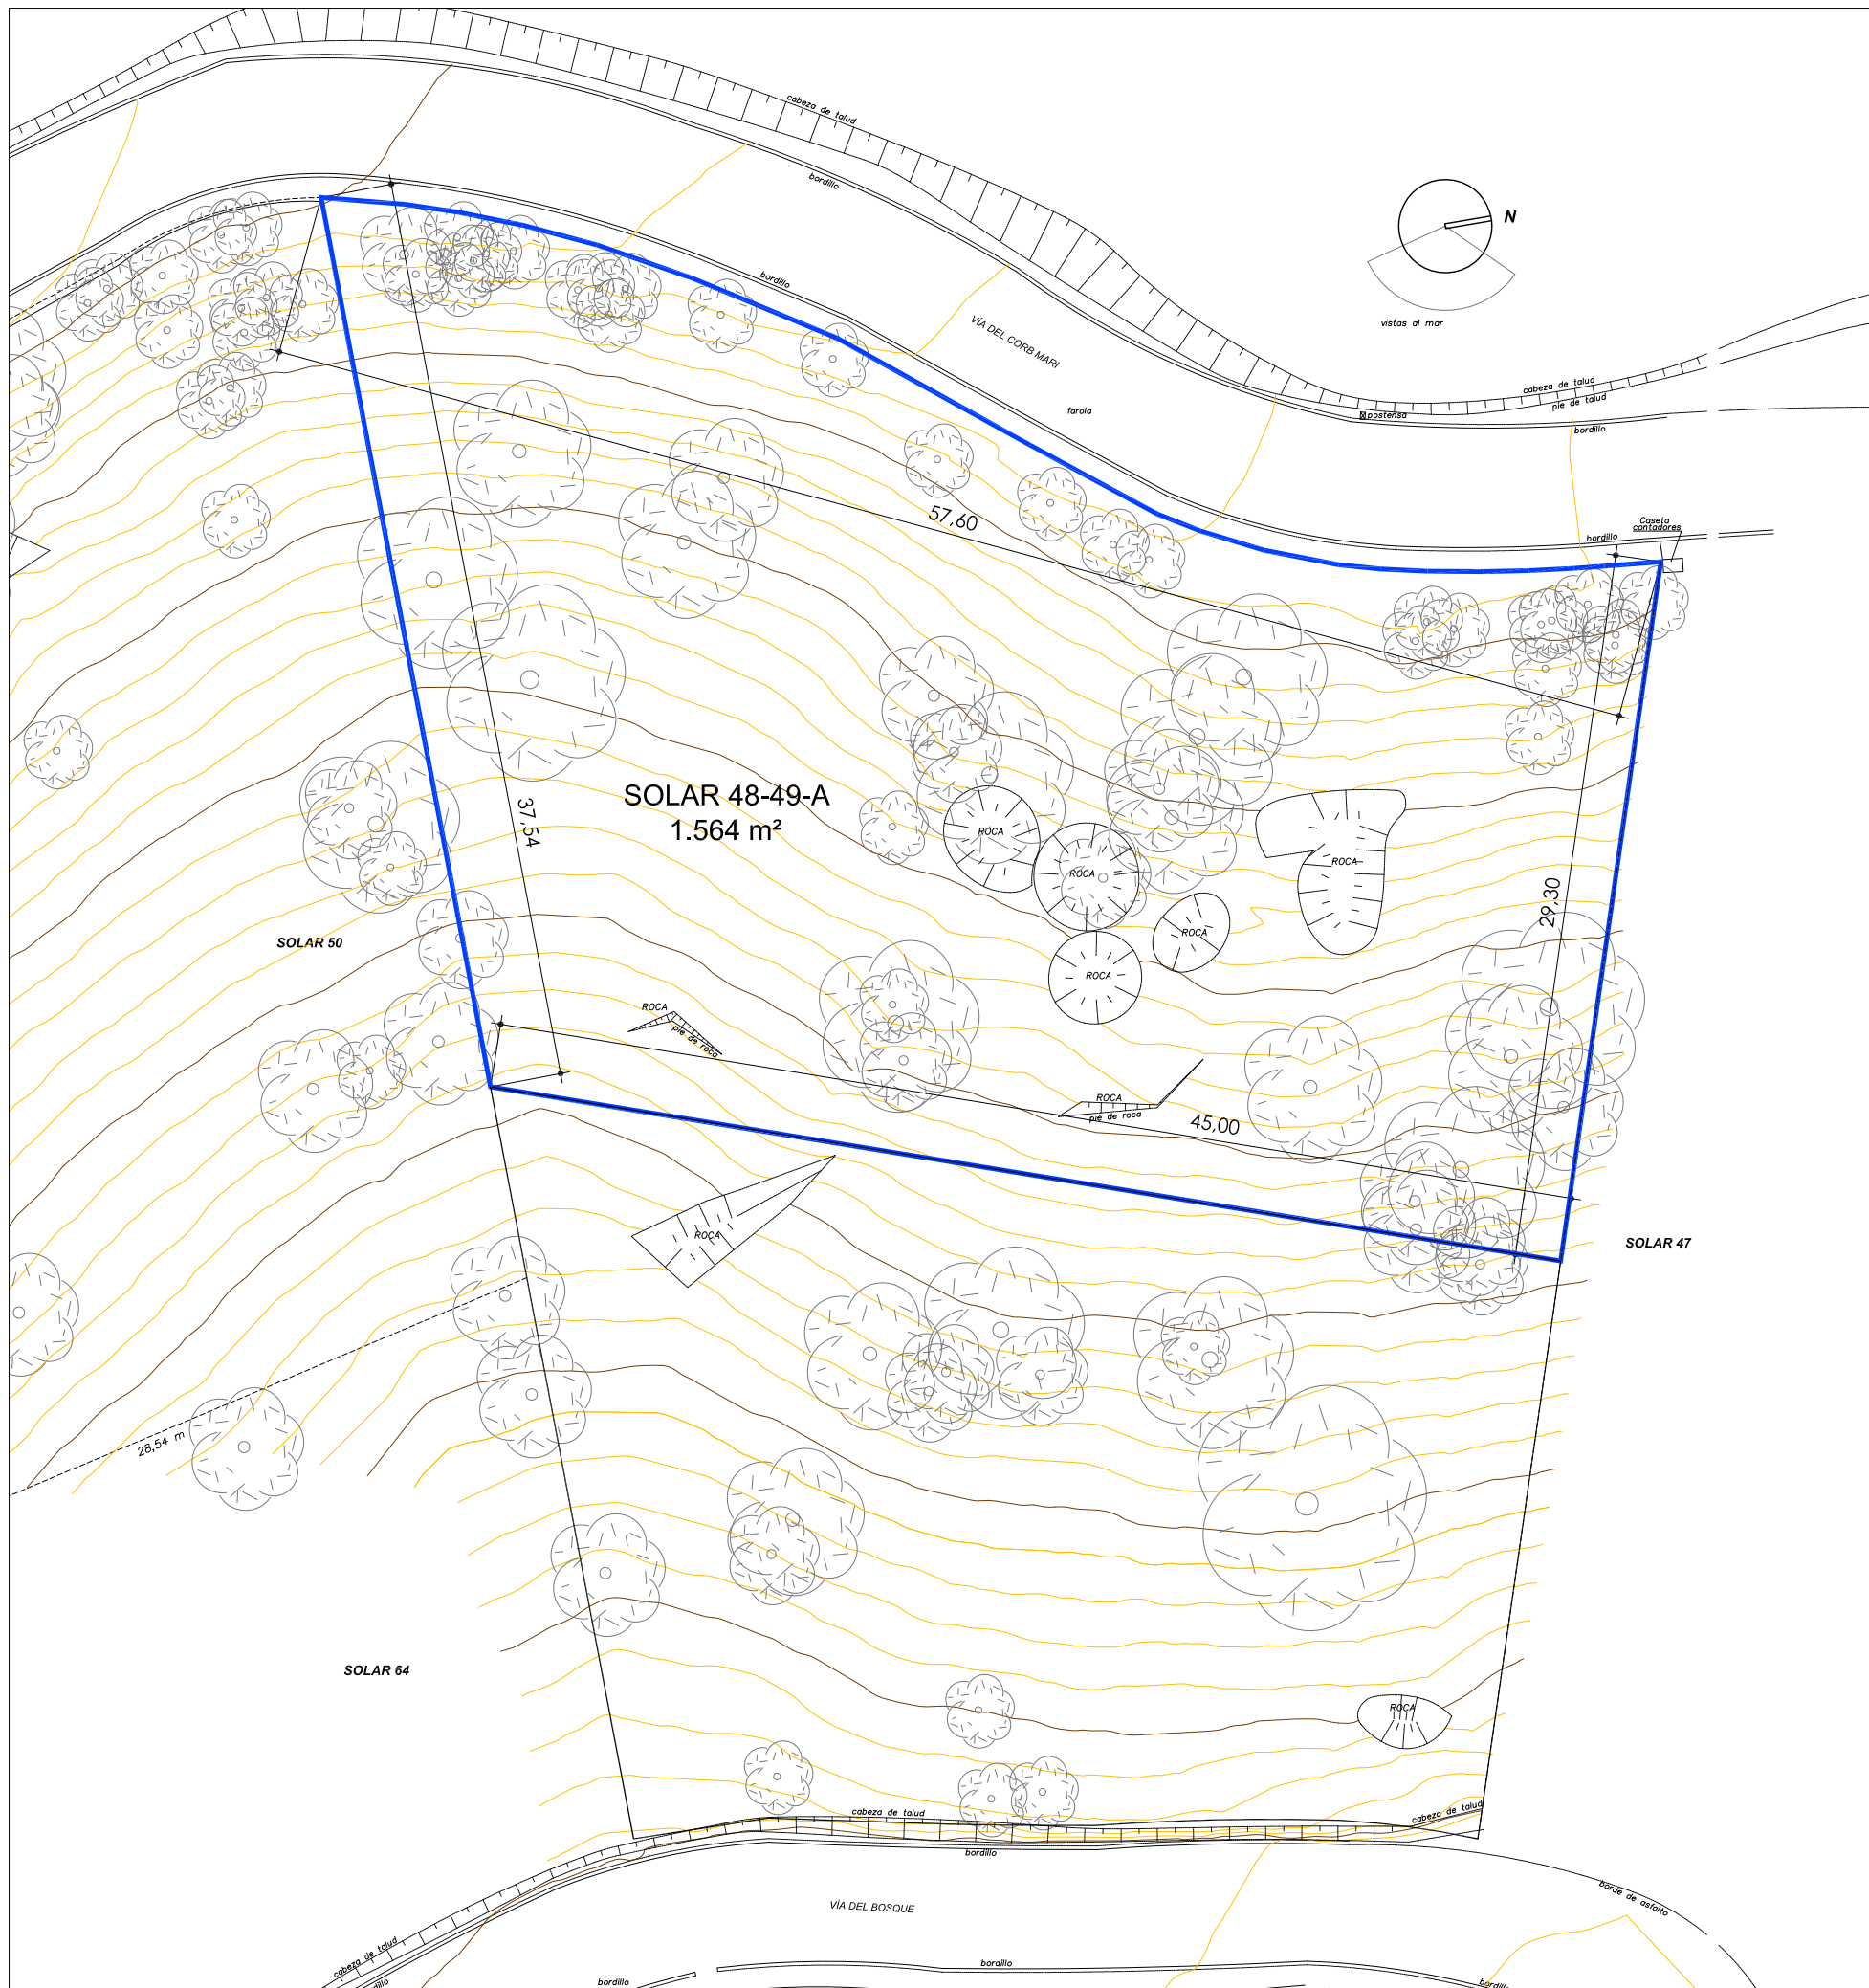 cabeza de talud
bordillo
N
vistas al mar
bordillo
VÍA DEL CORB MARI
farola
cabeza de talud
pie de talud
postensa
bordillo
Caseta
contadores
bordillo
57,60
SOLAR 48-49-A
1.564 m²
37,54
ROCA
ROCA
ROCA
ROCA
ROCA
29,30
SOLAR 50
ROCA
pie de roca
ROCA
pie de roca
45,00
ROCA
SOLAR 47
28,54 m
SOLAR 64
ROCA
cabeza de talud
cabeza de talud
bordillo
VÍA DEL BOSQUE
borde de asfalto
cabeza de talud
bordillo
bordillo